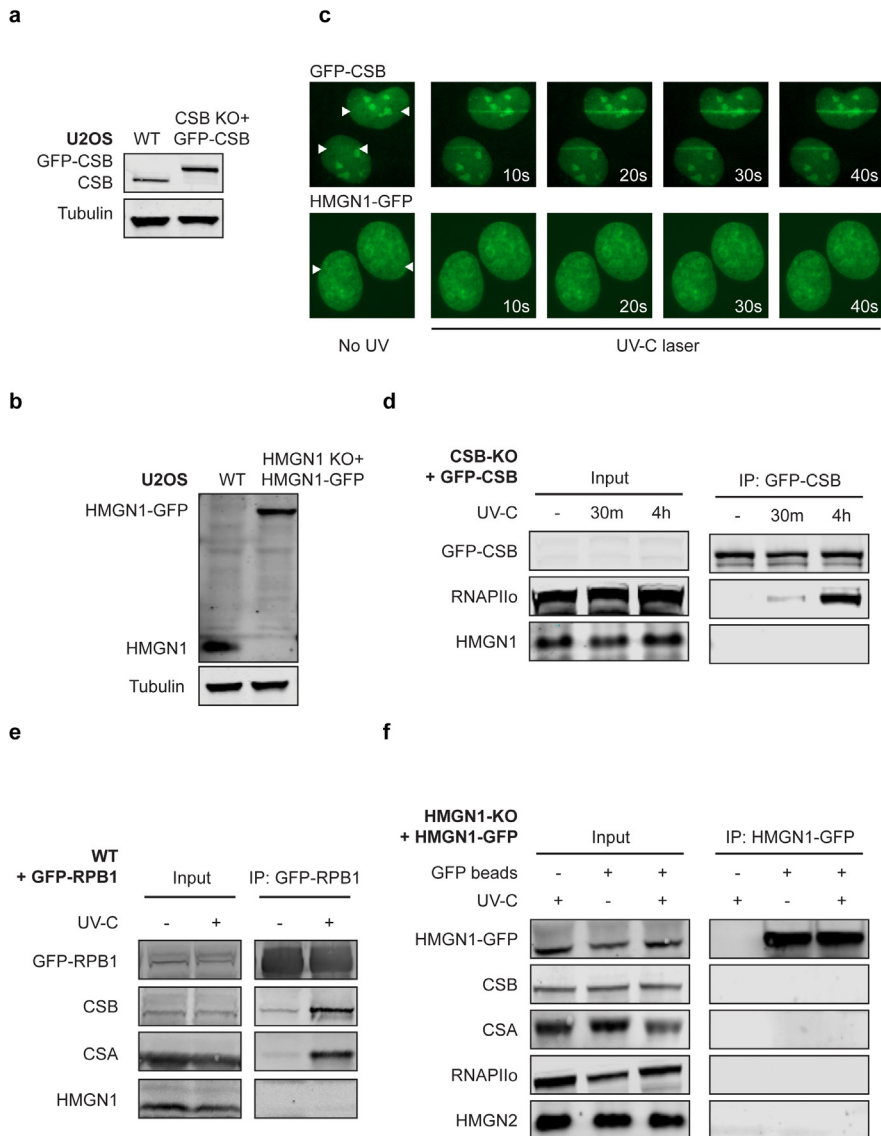 a
U2OS WT CSB KO+
GFP-CSB
GFP-CSB
CSB
Tubulin
c
GFP-CSB
10s 20s 30s 40s
HMGN1-GFP
10s 20s 30s 40s
No UV UV-C laser
b
U2OS WT HMGN1 KO+
HMGN1-GFP
HMGN1-GFP
HMGN1
Tubulin
d
CSB-KO
+ GFP-CSB
Input IP: GFP-CSB
UV-C - 30m 4h - 30m 4h
GFP-CSB
RNAPIIo
HMGN1
e
WT
+ GFP-RPB1
Input IP: GFP-RPB1
UV-C - + - +
GFP-RPB1
CSB
CSA
HMGN1
f
HMGN1-KO
+ HMGN1-GFP
Input IP: HMGN1-GFP
GFP beads - + + - + +
UV-C + - + + - +
HMGN1-GFP
CSB
CSA
RNAPIIo
HMGN2